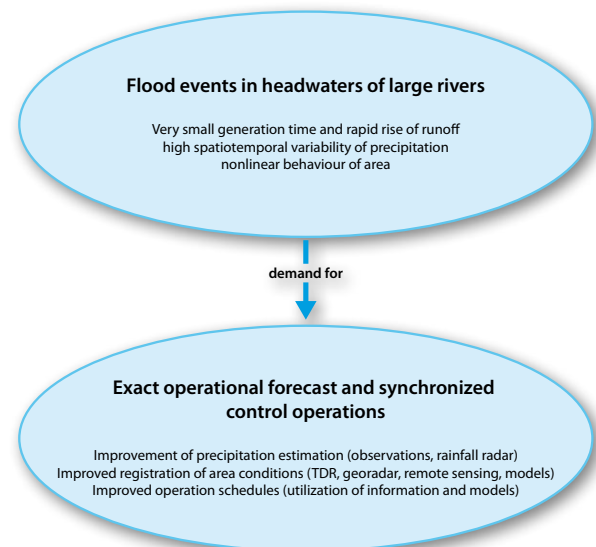 Flood events in headwaters of large rivers
Very small generation time and rapid rise of runoff
high spatiotemporal variability of precipitation
nonlinear behaviour of area
demand for
Exact operational forecast and synchronized
control operations
Improvement of precipitation estimation (observations, rainfall radar)
Improved registration of area conditions (TDR, georadar, remote sensing, models)
Improved operation schedules (utilization of information and models)